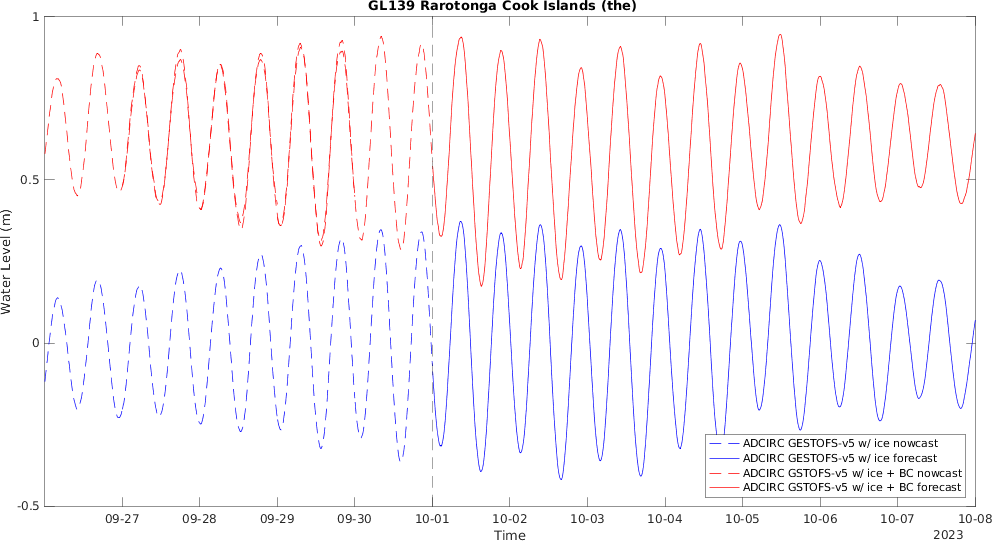 GL139 Rarotonga Cook Islands (the)
1
0.5
0
-0.5
Water Level (m)
09-27 09-28 09-29 09-30 10-01 10-02 10-03 10-04 10-05 10-06 10-07 10-08
Time
2023
ADCIRC GESTOFS-v5 w/ ice nowcast
ADCIRC GESTOFS-v5 w/ ice forecast
ADCIRC GSTOFS-v5 w/ ice + BC nowcast
ADCIRC GSTOFS-v5 w/ ice + BC forecast